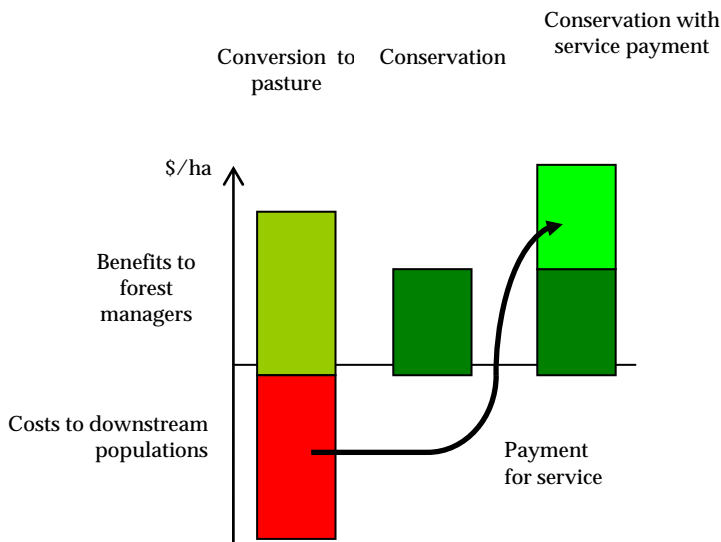 Conversion to
pasture
Conservation
Conservation with
service payment
$/ha
Benefits to
forest
managers
Costs to downstream
populations
Payment
for service